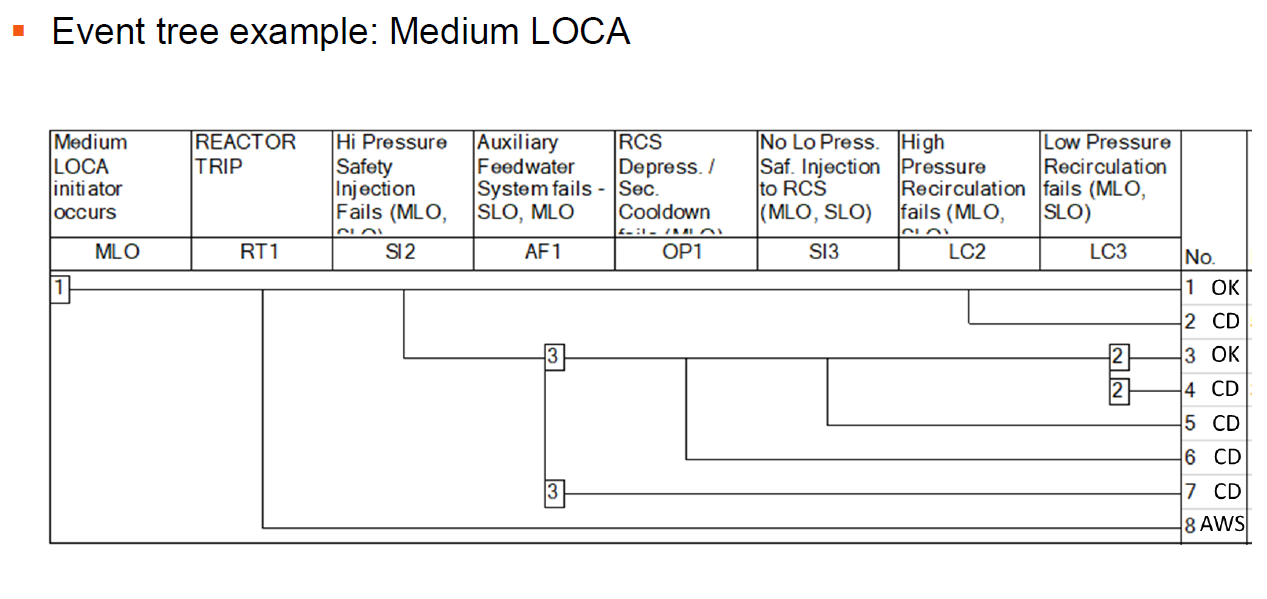 Event tree example: Medium LOCA
Medium
LOCA
initiator
occurs
REACTOR
TRIP
Hi Pressure
Safety
Injection
Fails (MLO,
SLO)
Auxiliary
Feedwater
System fails -
SLO, MLO
RCS
Depress. /
Sec.
Cooldown
fails (MLO)
No Lo Press.
Saf. Injection
to RCS
(MLO, SLO)
High
Pressure
Recirculation
fails (MLO,
SLO)
Low Pressure
Recirculation
fails (MLO,
SLO)
MLO
RT1
SI2
AF1
OP1
SI3
LC2
LC3
No.
1
1 OK
2 CD
3
2
3 OK
2
4 CD
5 CD
6 CD
3
7 CD
8 AWS